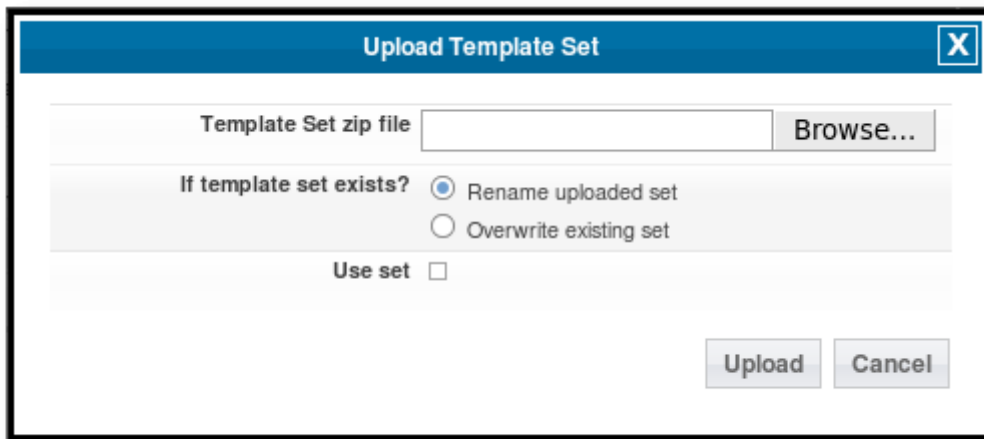 Upload Template Set X
Template Set zip file Browse...
If template set exists? Rename uploaded set
Overwrite existing set
Use set
Upload Cancel